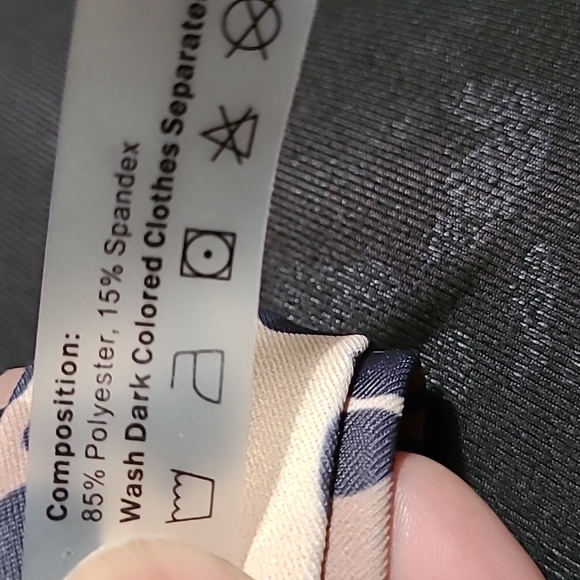 Composition:
85% Polyester, 15% Spandex
Wash Dark Colored Clothes Separate